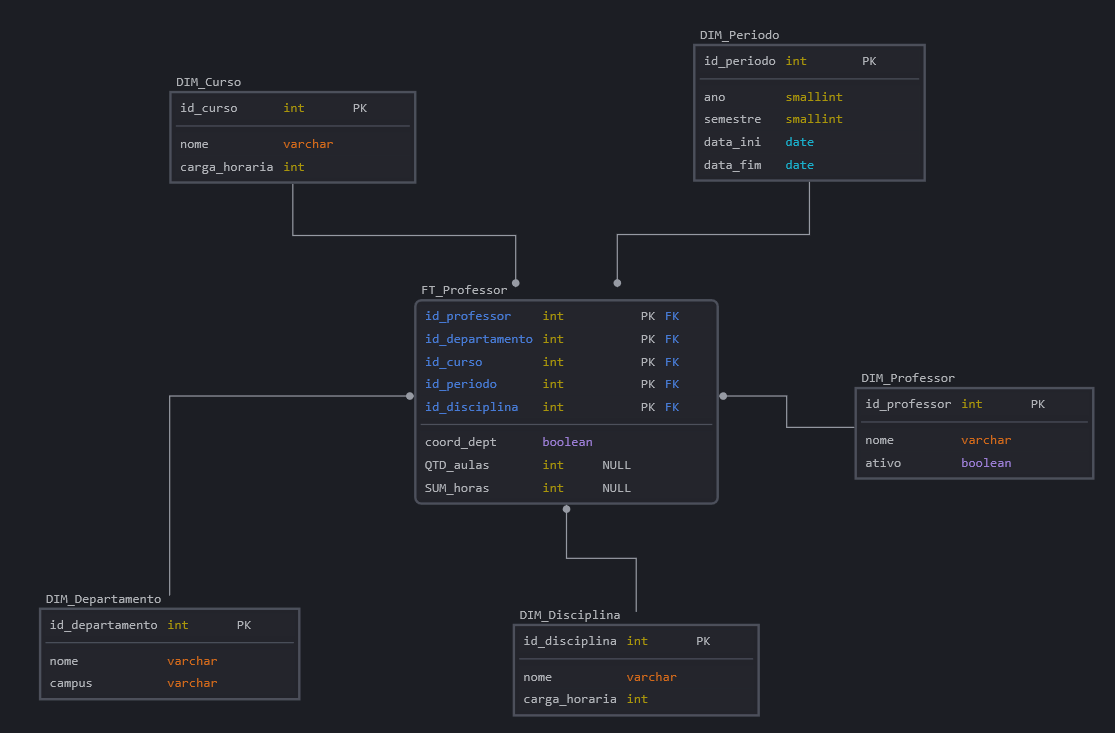 DIM_Periodo
id_periodo int PK
ano smallint
semestre smallint
data_ini date
data_fim date
DIM_Curso
id_curso int PK
nome varchar
carga_horaria int
FT_Professor
id_professor int PK FK
id_departamento int PK FK
id_curso int PK FK
id_periodo int PK FK
id_disciplina int PK FK
coord_dept boolean
QTD_aulas int NULL
SUM_horas int NULL
DIM_Professor
id_professor int PK
nome varchar
ativo boolean
DIM_Departamento
id_departamento int PK
nome varchar
campus varchar
DIM_Disciplina
id_disciplina int PK
nome varchar
carga_horaria int